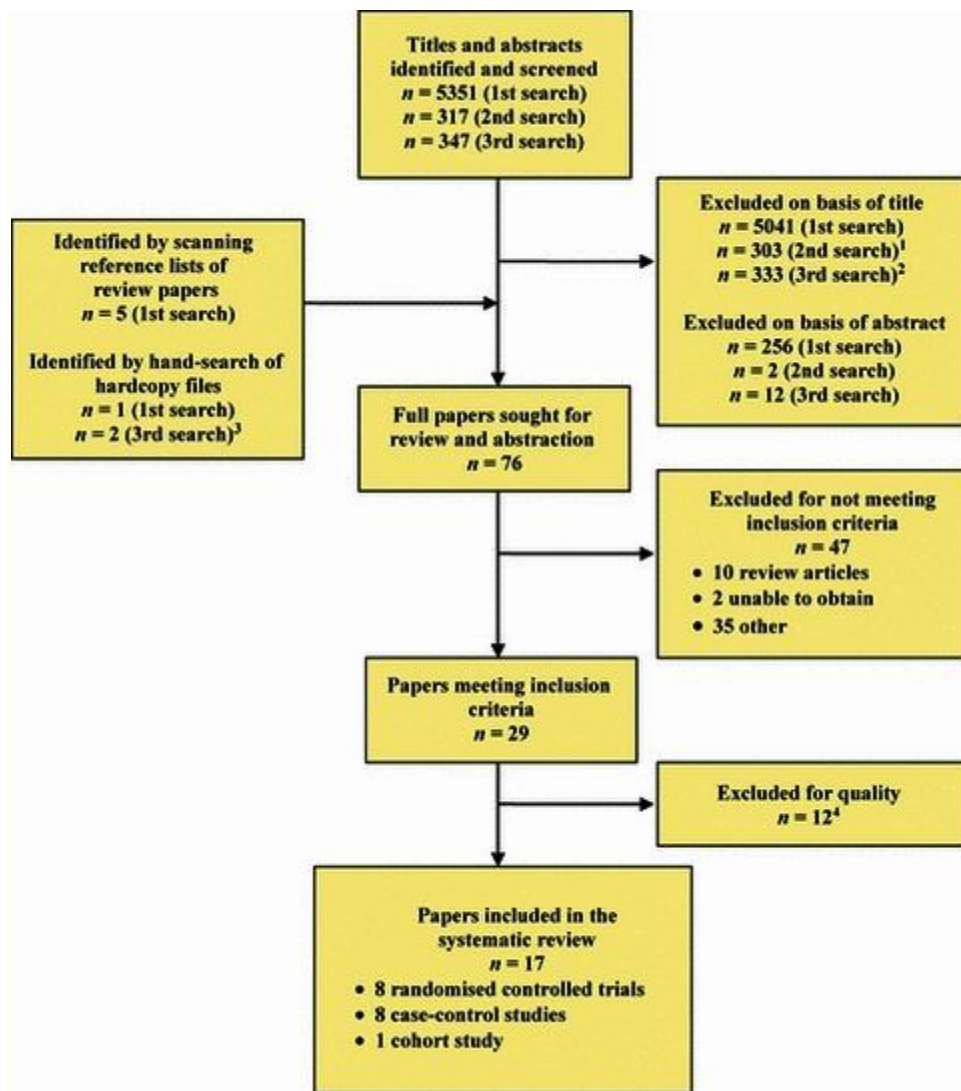 Titles and abstracts
identified and screened
n = 5351 (1st search)
n = 317 (2nd search)
n = 347 (3rd search)
Excluded on basis of title
n = 5041 (1st search)
n = 303 (2nd search)¹
n = 333 (3rd search)²
Excluded on basis of abstract
n = 256 (1st search)
n = 2 (2nd search)
n = 12 (3rd search)
Identified by scanning
reference lists of
review papers
n = 5 (1st search)
Identified by hand-search of
hardcopy files
n = 1 (1st search)
n = 2 (3rd search)³
Full papers sought for
review and abstraction
n = 76
Excluded for not meeting
inclusion criteria
n = 47
• 10 review articles
• 2 unable to obtain
• 35 other
Papers meeting inclusion
criteria
n = 29
Excluded for quality
n = 12⁴
Papers included in the
systematic review
n = 17
• 8 randomised controlled trials
• 8 case-control studies
• 1 cohort study